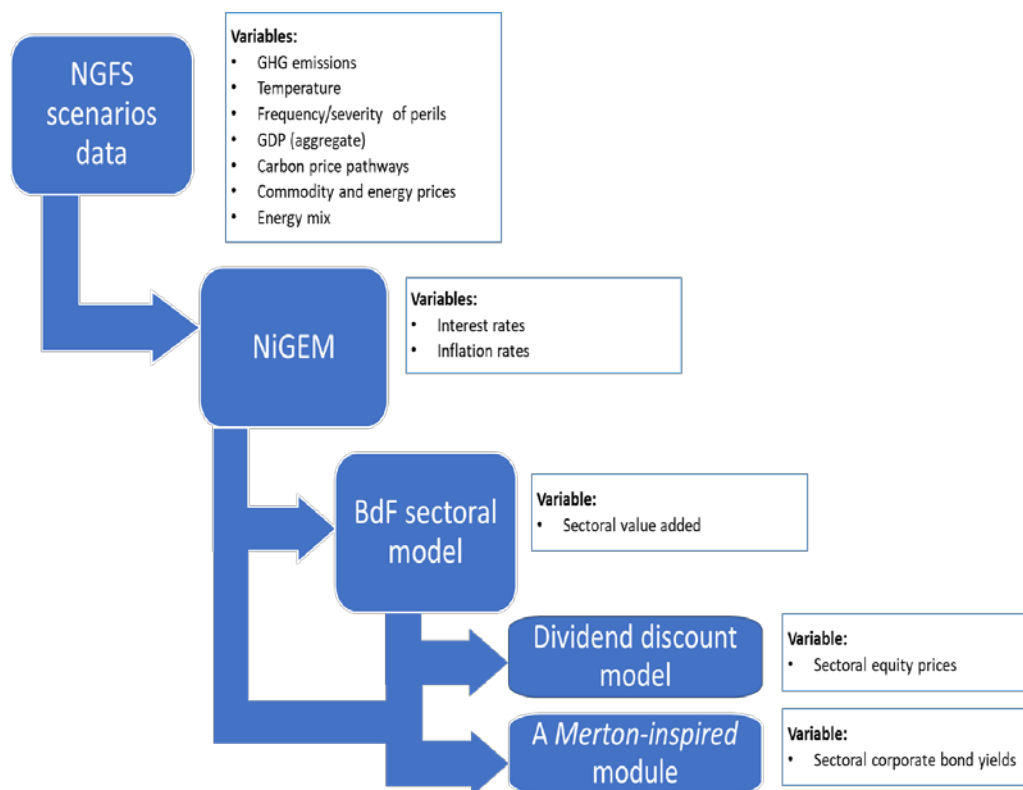 NGFS
scenarios
data
Variables:
• GHG emissions
• Temperature
• Frequency/severity of perils
• GDP (aggregate)
• Carbon price pathways
• Commodity and energy prices
• Energy mix
NiGEM
Variables:
• Interest rates
• Inflation rates
BdF sectoral
model
Variable:
• Sectoral value added
Dividend discount
model
Variable:
• Sectoral equity prices
A Merton-inspired
module
Variable:
• Sectoral corporate bond yields